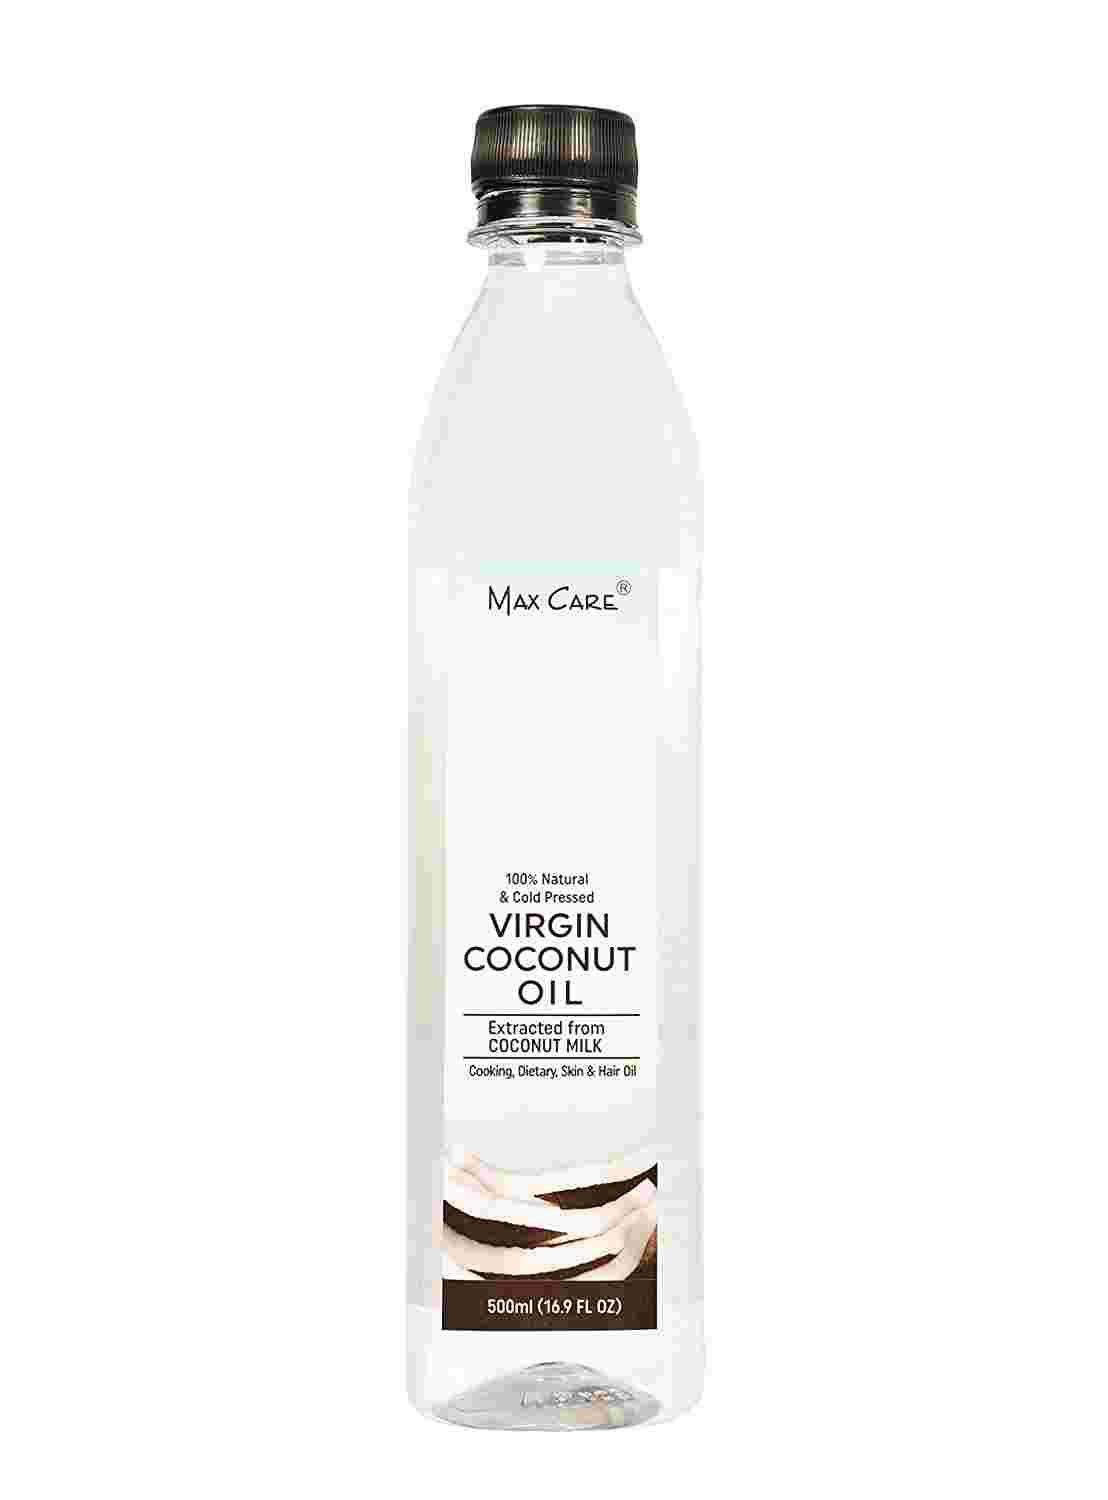 MAX CARE®
100% Natural
& Cold Pressed
VIRGIN
COCONUT
OIL
Extracted from
COCONUT MILK
Cooking, Dietary, Skin & Hair Oil
500ml (16.9 FL OZ)